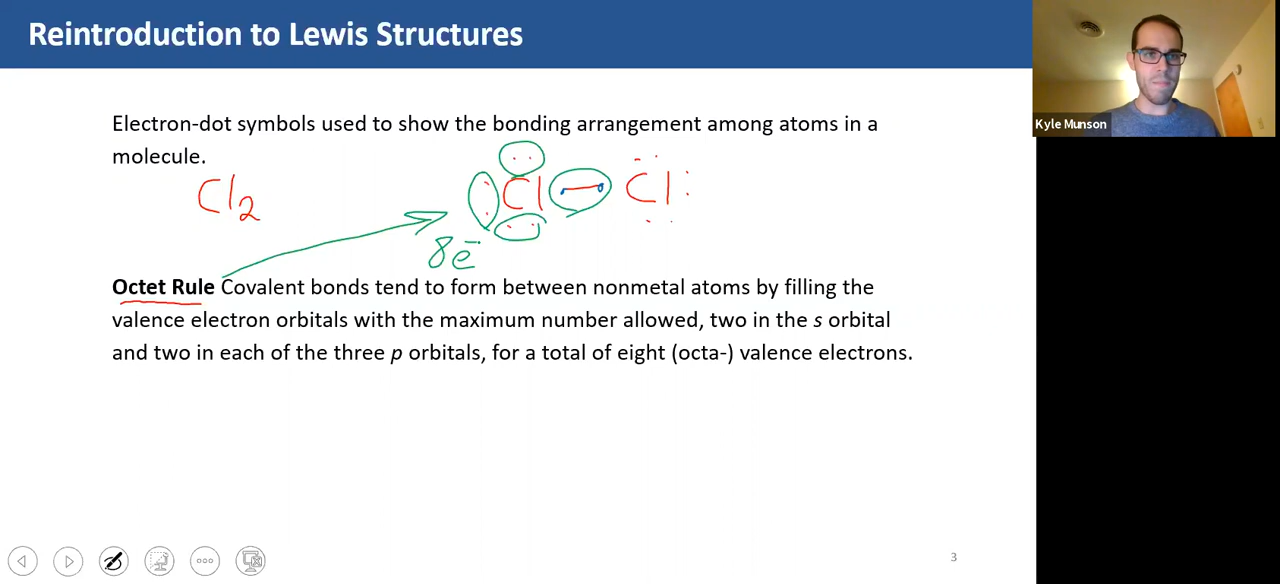 Reintroduction to Lewis Structures
Kyle Munson
Electron-dot symbols used to show the bonding arrangement among atoms in a
molecule.
Cl2
Cl — Cl
8e⁻
Octet Rule Covalent bonds tend to form between nonmetal atoms by filling the
valence electron orbitals with the maximum number allowed, two in the s orbital
and two in each of the three p orbitals, for a total of eight (octa-) valence electrons.
3